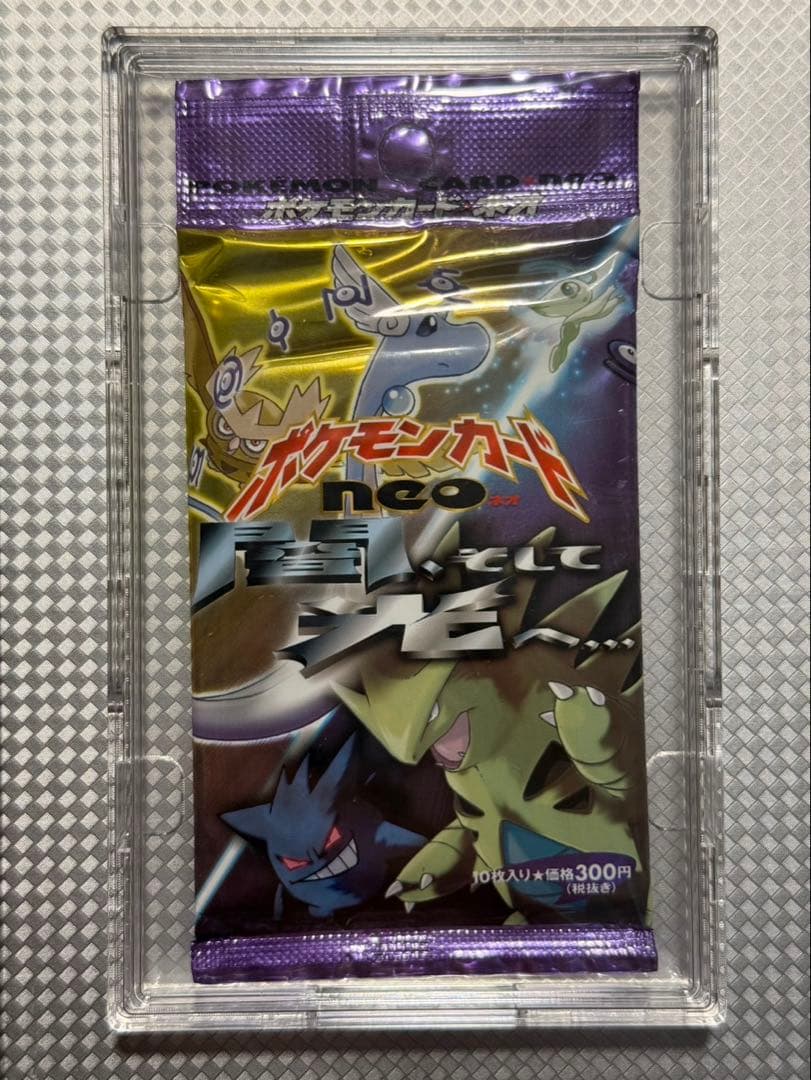 POKÉMON CARD★neo
ポケモンカード★ネオ
ポケモンカード
neo ネオ
闇、そして
光へ…
10枚入り★価格300円
(税抜き)